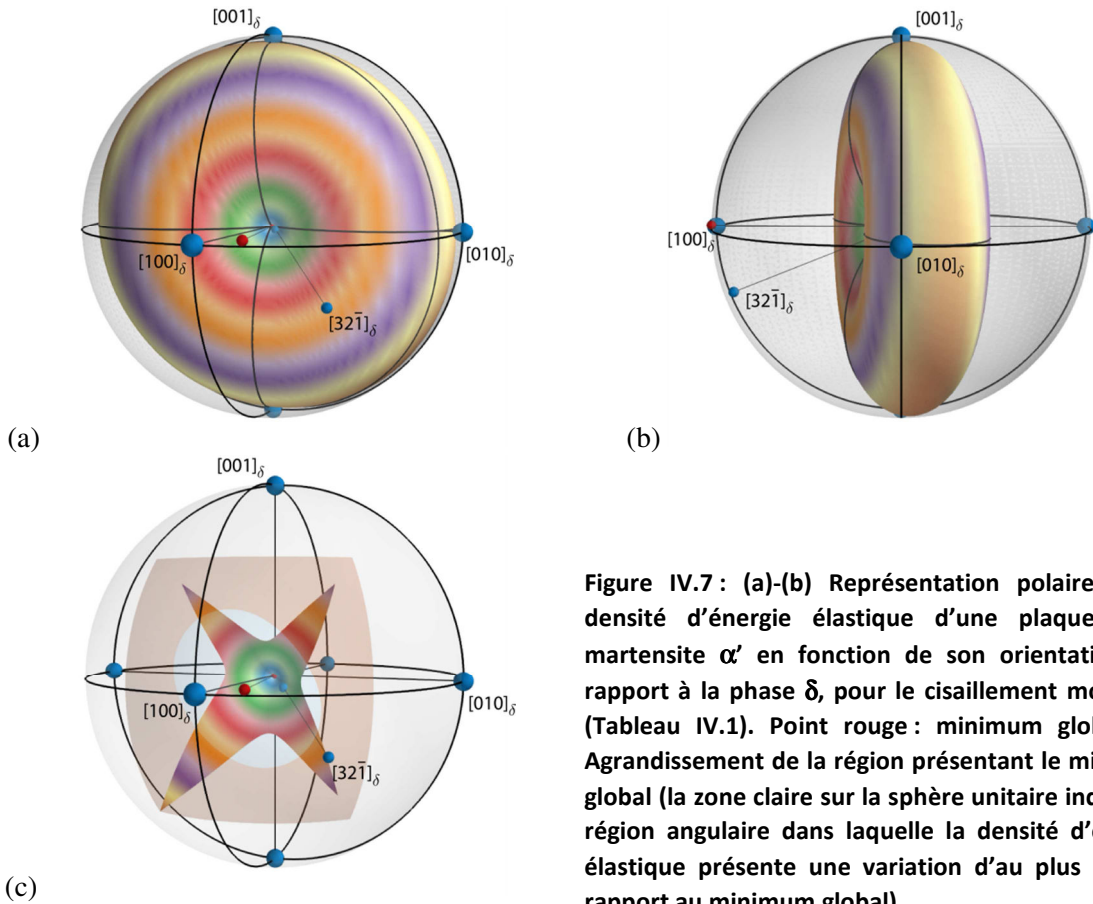 [001]δ
[100]δ
[010]δ
[321̄]δ
(a)
[001]δ
[100]δ
[010]δ
[321̄]δ
(b)
[001]δ
[100]δ
[010]δ
[321̄]δ
(c)
Figure IV.7 : (a)-(b) Représentation polaire
densité d’énergie élastique d’une plaque
martensite α’ en fonction de son orientati
rapport à la phase δ, pour le cisaillement mo
(Tableau IV.1). Point rouge : minimum glo
Agrandissement de la région présentant le mi
global (la zone claire sur la sphère unitaire ind
région angulaire dans laquelle la densité d’
élastique présente une variation d’au plus
rapport au minimum global)